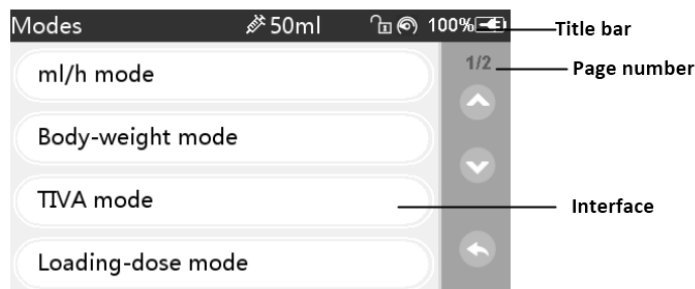 Modes 50ml 100% Title bar
1/2 Page number
ml/h mode
Body-weight mode
TIVA mode Interface
Loading-dose mode